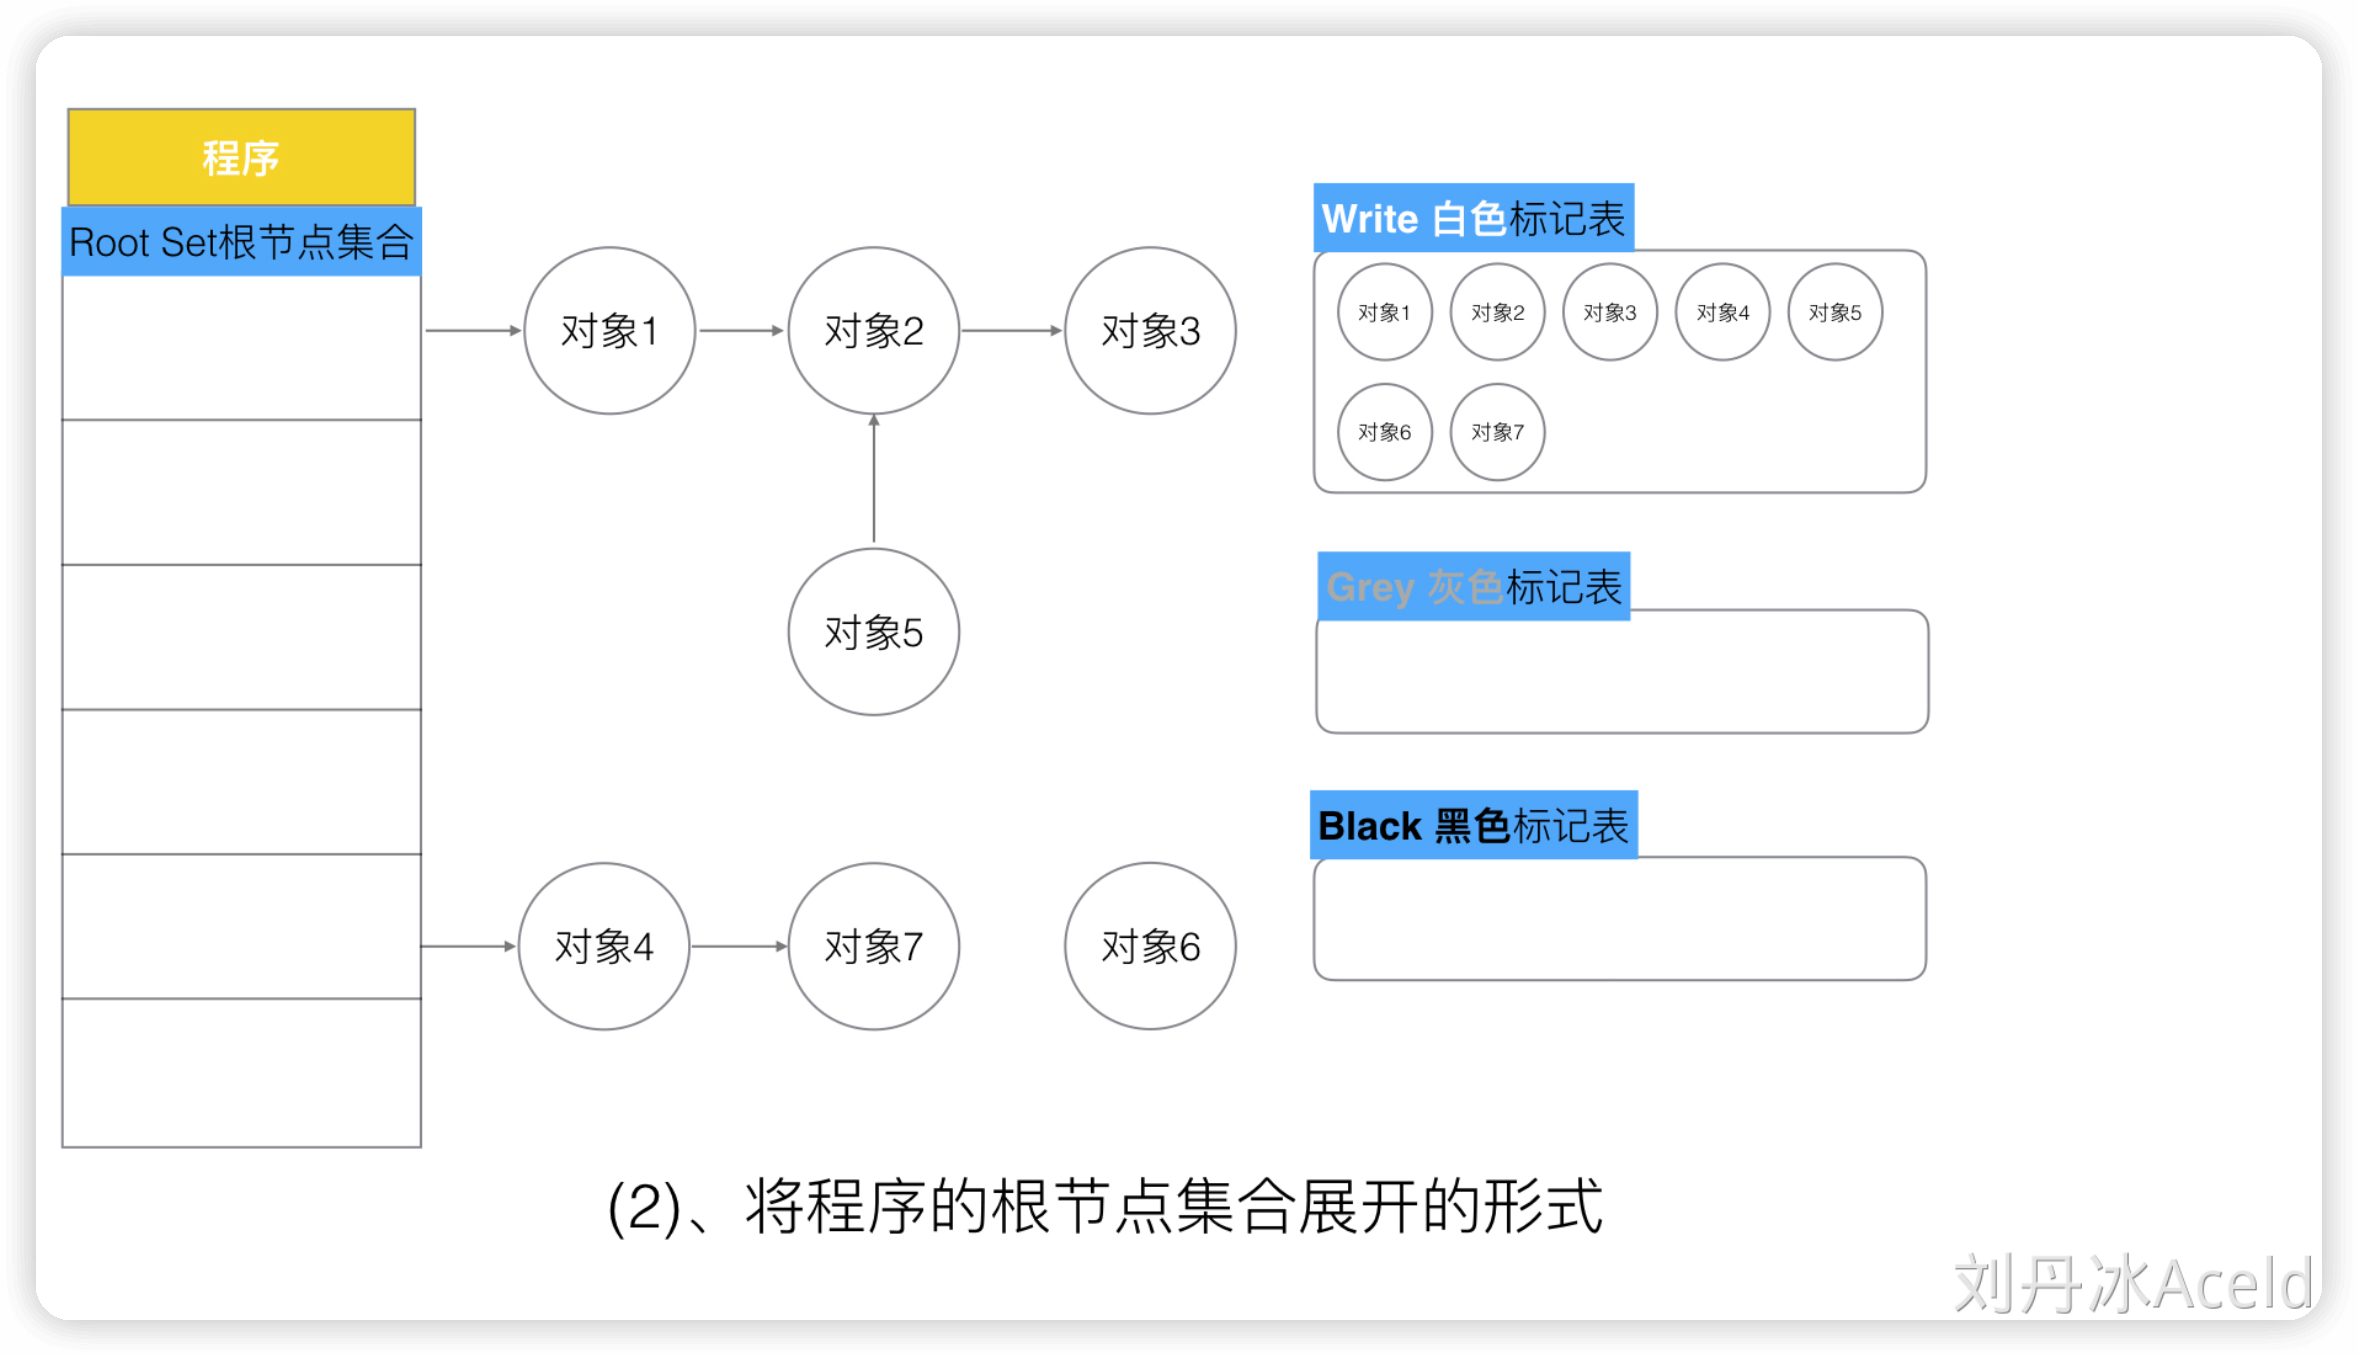 程序
Root Set根节点集合
对象1
对象2
对象3
对象5
对象4
对象7
对象6
Write 白色标记表
对象1
对象2
对象3
对象4
对象5
对象6
对象7
Grey 灰色标记表
Black 黑色标记表
(2)、将程序的根节点集合展开的形式
刘丹冰Aceld